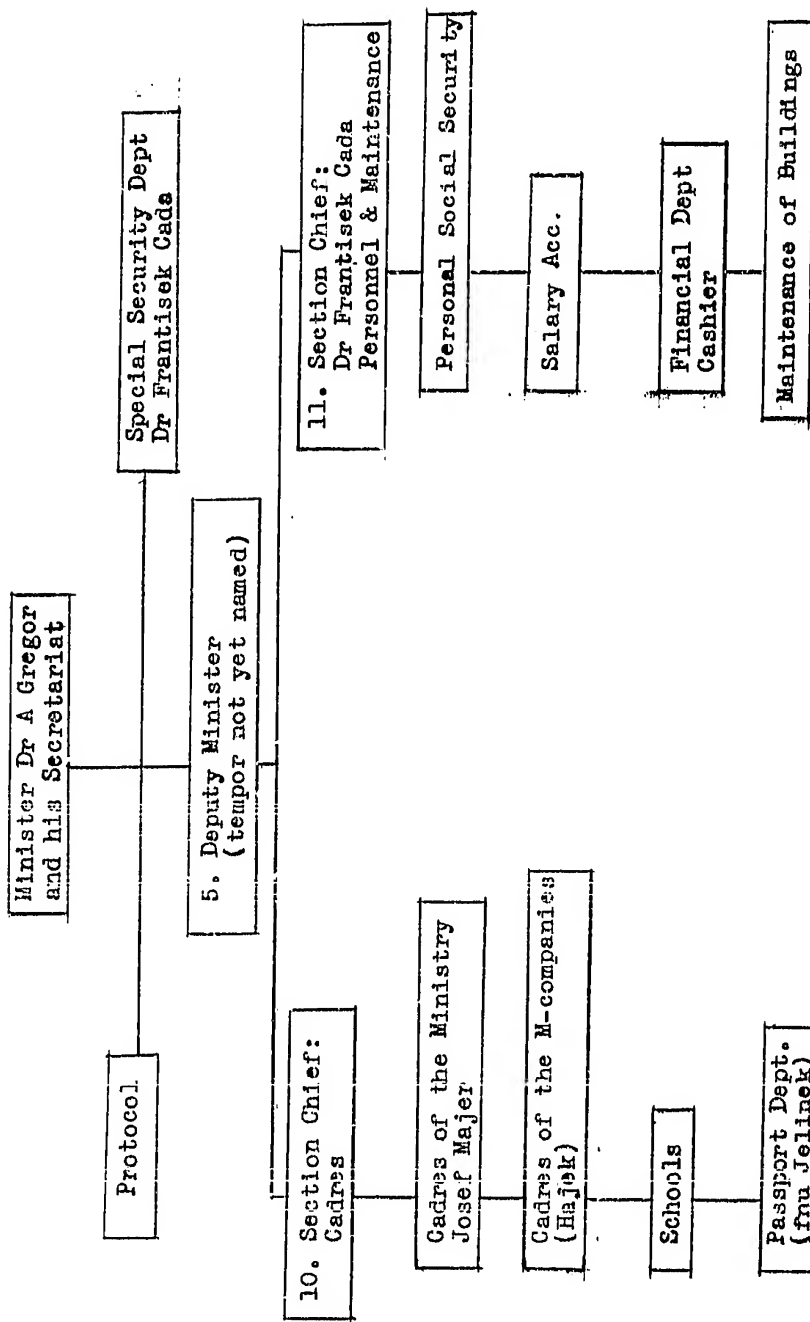 Minister Dr A Gregor
and his Secretariat
Protocol
Special Security Dept
Dr Frantisek Cada
5. Deputy Minister
(tempor not yet named)
10. Section Chief:
Cadres
Cadres of the Ministry
Josef Majer
Cadres of the M-companies
(Hajek)
Schools
Passport Dept.
(fnu Jelinek)
11. Section Chief:
Dr Frantisek Cada
Personnel & Maintenance
Personal Social Security
Salary Acc.
Financial Dept
Cashier
Maintenance of Buildings